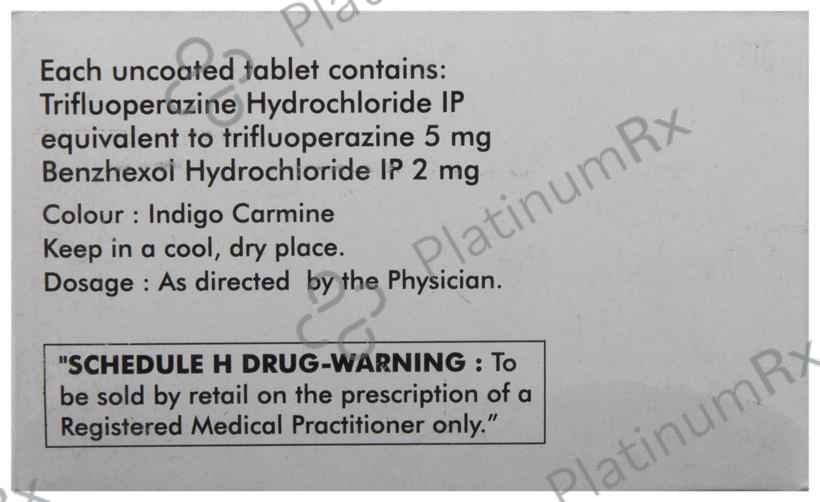 Each uncoated tablet contains:
Trifluoperazine Hydrochloride IP
equivalent to trifluoperazine 5 mg
Benzhexol Hydrochloride IP 2 mg
Colour : Indigo Carmine
Keep in a cool, dry place.
Dosage : As directed by the Physician.
"SCHEDULE H DRUG-WARNING : To
be sold by retail on the prescription of a
Registered Medical Practitioner only.”
PlatinumRx
PlatinumRx